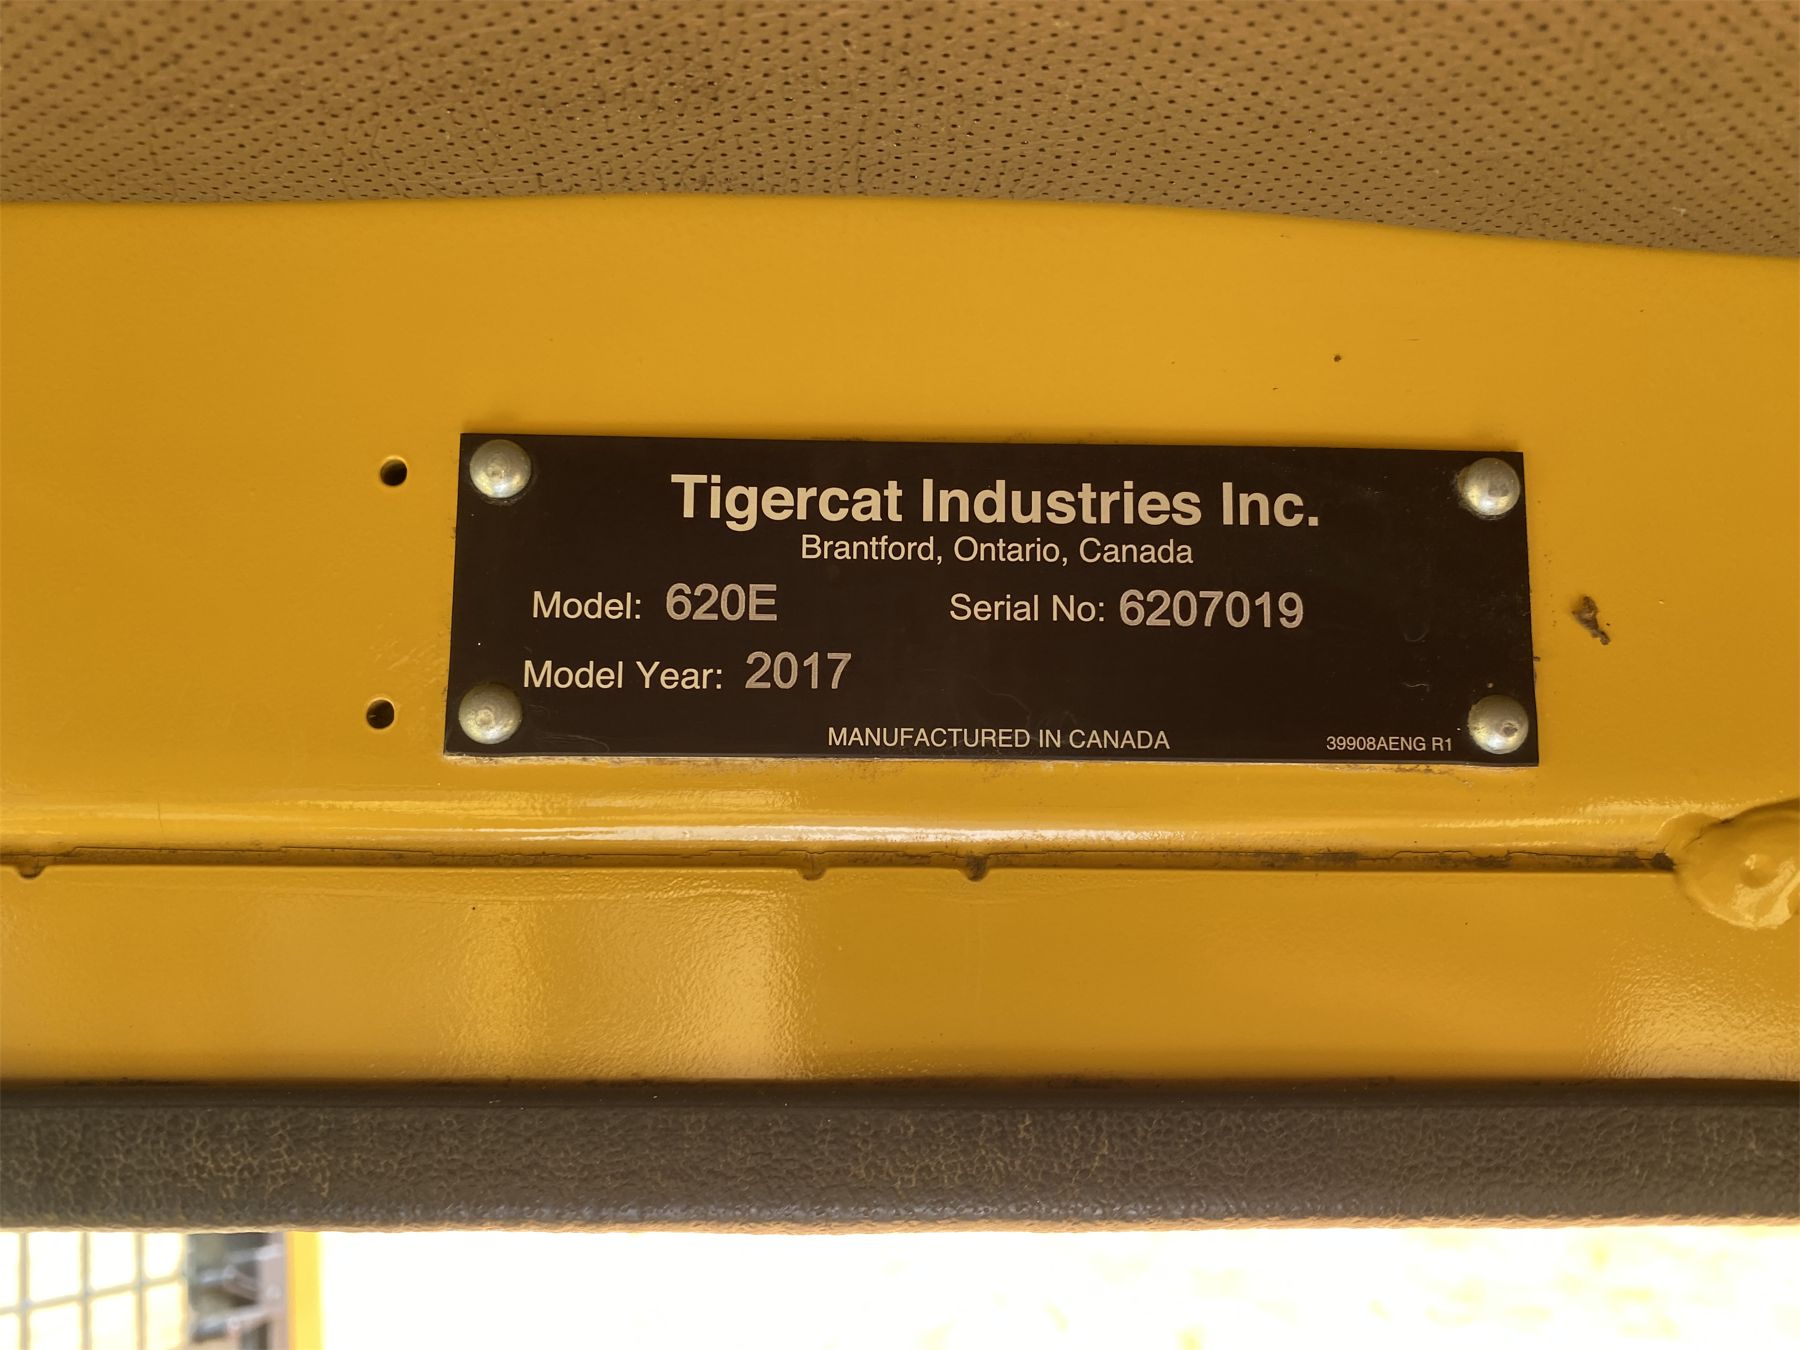 Tigercat Industries Inc.
Brantford, Ontario, Canada
Model: 620E Serial No: 6207019
Model Year: 2017
MANUFACTURED IN CANADA 39908AENG R1